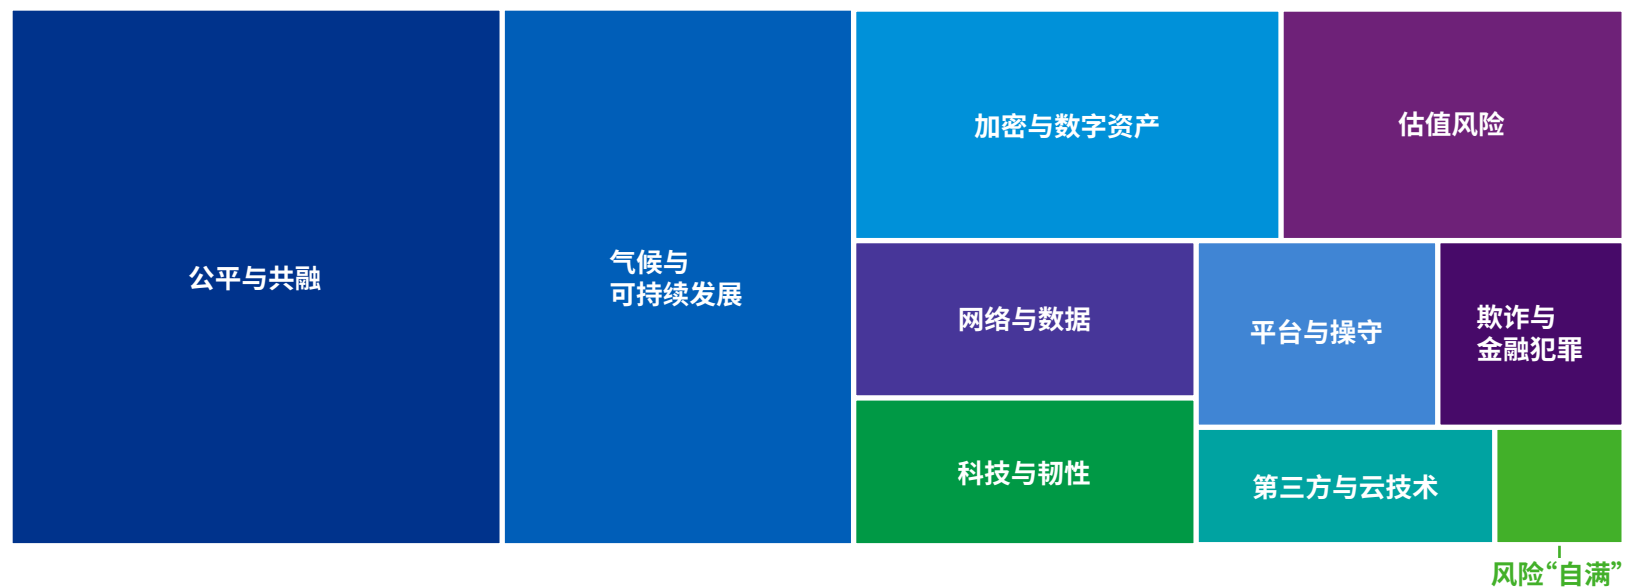 公平与共融
气候与
可持续发展
加密与数字资产
估值风险
网络与数据
平台与操守
欺诈与
金融犯罪
科技与韧性
第三方与云技术
风险“自满”